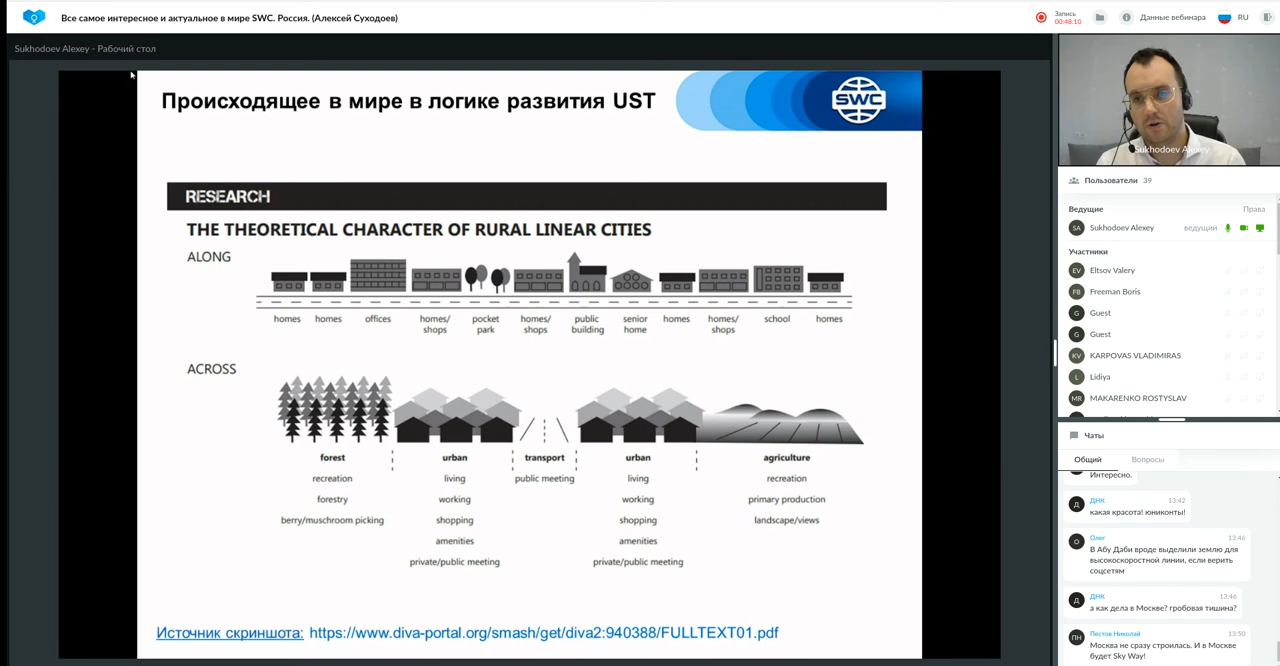 Все самое интересное и актуальное в мире SWC. Россия. (Алексей Суходоев)
Запись
00:48:10
Данные вебинара
RU
Sukhodoev Alexey - Рабочий стол
Происходящее в мире в логике развития UST
SWC
RESEARCH
THE THEORETICAL CHARACTER OF RURAL LINEAR CITIES
ALONG
homes homes offices homes/ pocket homes/ public senior homes homes/ school homes
shops park shops building home shops
ACROSS
forest urban transport urban agriculture
recreation living public meeting living recreation
forestry working working primary production
berry/muschroom picking shopping shopping landscape/views
amenities amenities
private/public meeting private/public meeting
Источник скриншота: https://www.diva-portal.org/smash/get/diva2:940388/FULLTEXT01.pdf
Sukhodoev Alexey
Пользователи 39
Ведущие Права
SA Sukhodoev Alexey ведущий
Участники
EV Eltsov Valery
FB Freeman Boris
G Guest
G Guest
KV KARPOVAS VLADIMIRAS
L Lidiya
MR MAKARENKO ROSTYSLAV
Чаты
Общий Вопросы
Интересно.
Д ДНК 13:42
какая красота! юниконты!
О Олег 13:46
В Абу Даби вроде выделили землю для
высокоскоростной линии, если верить
соцсетям
Д ДНК 13:46
а как дела в Москве? гробовая тишина?
ПН Пестов Николай 13:50
Москва не сразу строилась. И в Москве
будет Sky Way!